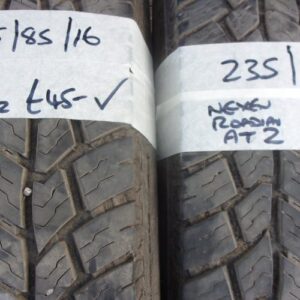 /85/16
£45-✓
235/
NEXEN
ROADIAN
AT2